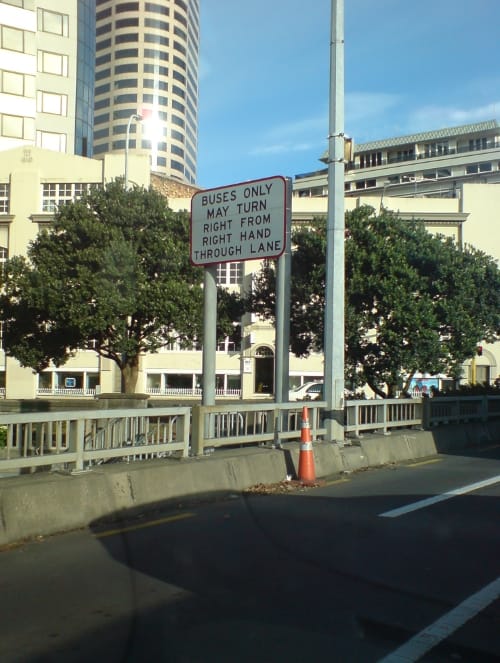 BUSES ONLY
MAY TURN
RIGHT FROM
RIGHT HAND
THROUGH LANE